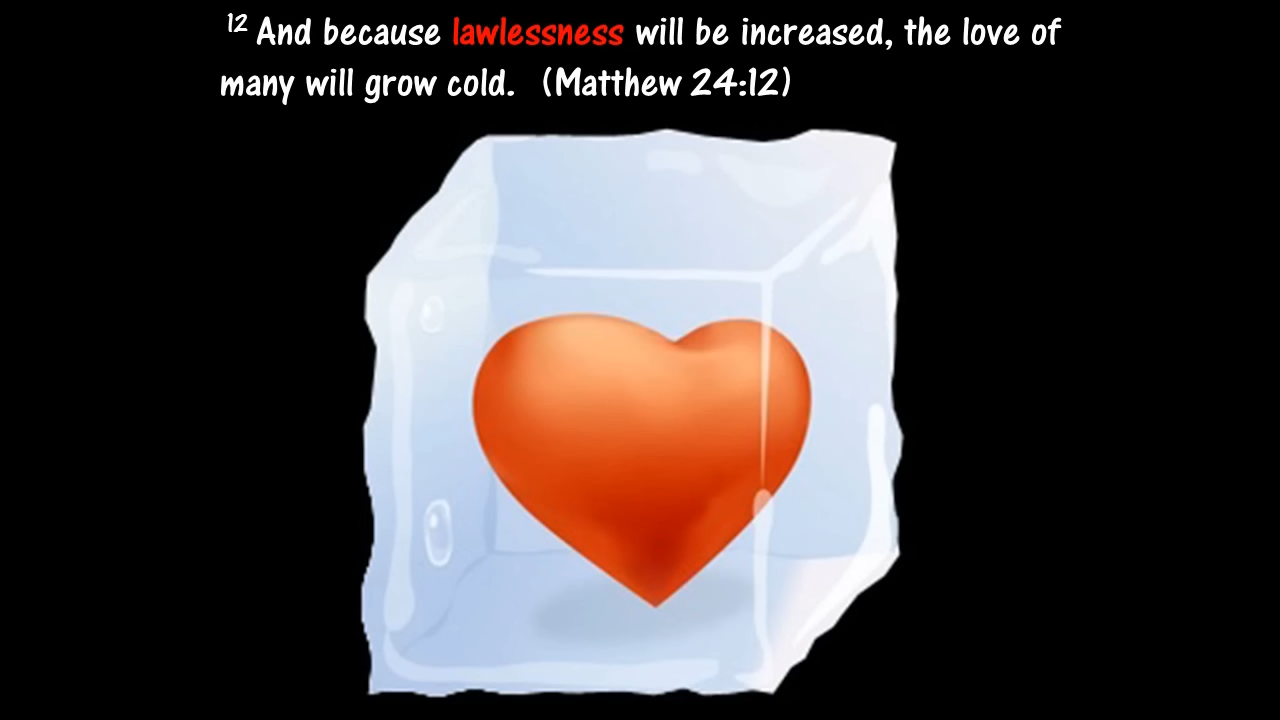 12 And because lawlessness will be increased, the love of
many will grow cold. (Matthew 24:12)